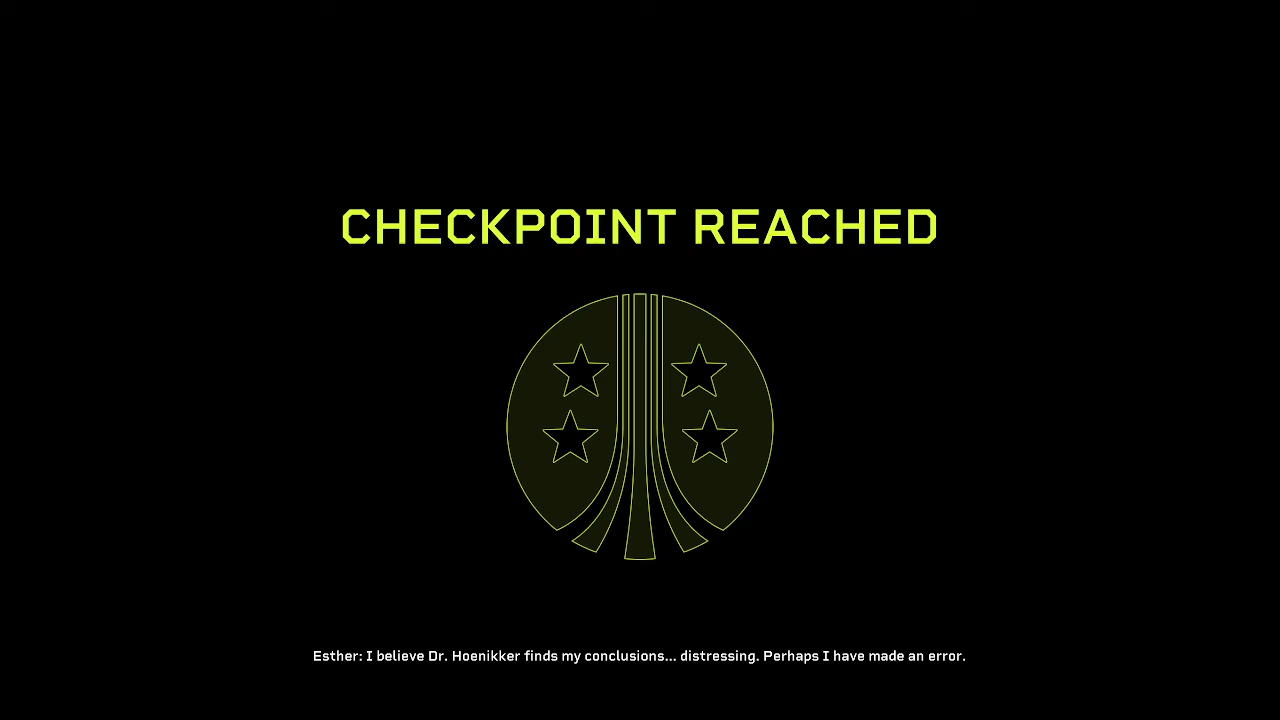 CHECKPOINT REACHED
Esther: I believe Dr. Hoenikker finds my conclusions... distressing. Perhaps I have made an error.